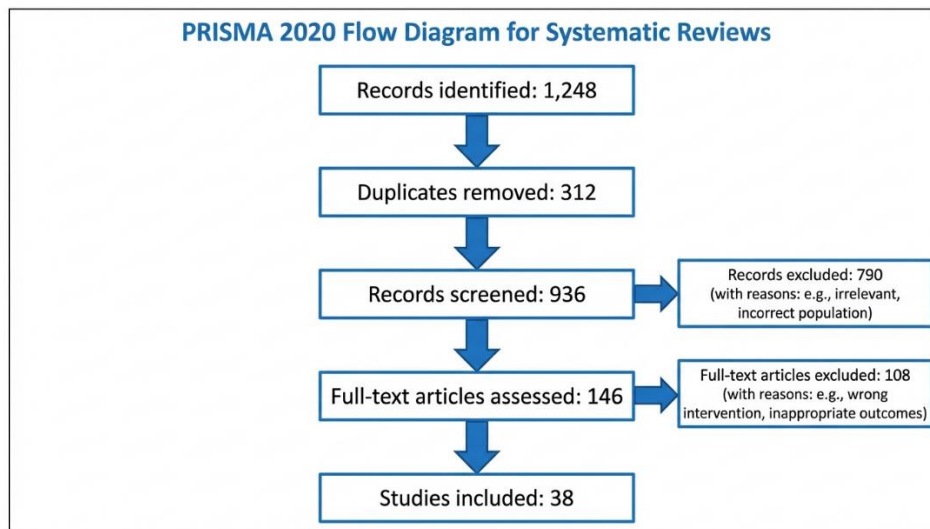 PRISMA 2020 Flow Diagram for Systematic Reviews
Records identified: 1,248
Duplicates removed: 312
Records screened: 936
Records excluded: 790
(with reasons: e.g., irrelevant,
incorrect population)
Full-text articles assessed: 146
Full-text articles excluded: 108
(with reasons: e.g., wrong
intervention, inappropriate outcomes)
Studies included: 38